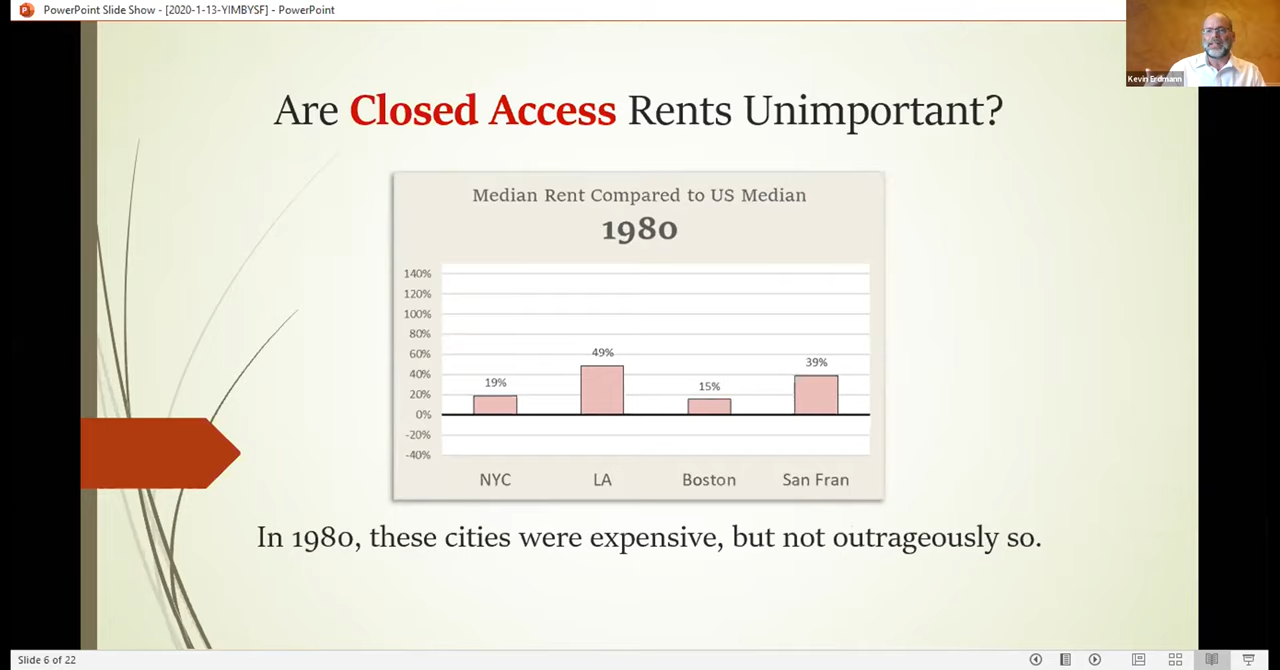 PowerPoint Slide Show - [2020-1-13-YIMBYSF] - PowerPoint
Kevin Erdmann
Are Closed Access Rents Unimportant?
Median Rent Compared to US Median
1980
140%
120%
100%
80%
60%
40%
20%
0%
-20%
-40%
19%
49%
15%
39%
NYC LA Boston San Fran
In 1980, these cities were expensive, but not outrageously so.
Slide 6 of 22